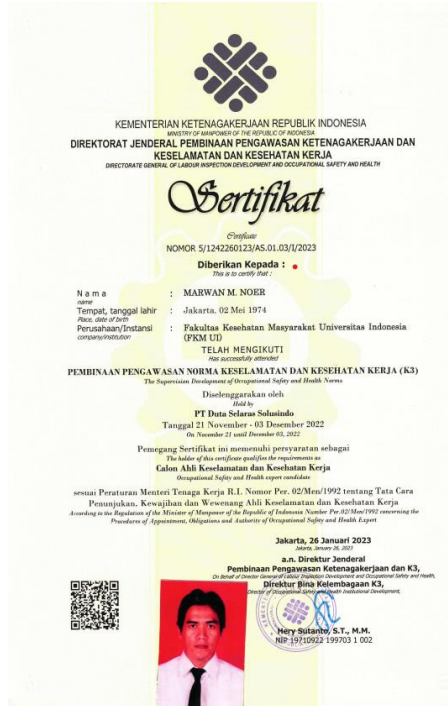 KEMENTERIAN KETENAGAKERJAAN REPUBLIK INDONESIA
MINISTRY OF MANPOWER OF THE REPUBLIC OF INDONESIA
DIREKTORAT JENDERAL PEMBINAAN PENGAWASAN KETENAGAKERJAAN DAN
KESELAMATAN DAN KESEHATAN KERJA
DIRECTORATE GENERAL OF LABOUR INSPECTION DEVELOPMENT AND OCCUPATIONAL SAFETY AND HEALTH
Sertifikat
Certificate
NOMOR 5/1242260123/AS.01.03/I/2023
Diberikan Kepada :
This is to certify that :
N a m a : MARWAN M. NOER
name
Tempat, tanggal lahir : Jakarta. 02 Mei 1974
Place, date of birth
Perusahaan/Instansi : Fakultas Kesehatan Masyarakat Universitas Indonesia
company/institution (FKM UI)
TELAH MENGIKUTI
Has successfully attended
PEMBINAAN PENGAWASAN NORMA KESELAMATAN DAN KESEHATAN KERJA (K3)
The Supervision Development of Occupational Safety and Health Norms
Diselenggarakan oleh
Held by
PT Duta Selaras Solusindo
Tanggal 21 November - 03 Desember 2022
On November 21 until December 03, 2022
Pemegang Sertifikat ini memenuhi persyaratan sebagai
The holder of this certificate qualifies the requirements as
Calon Ahli Keselamatan dan Kesehatan Kerja
Occupational Safety and Health expert candidate
sesuai Peraturan Menteri Tenaga Kerja R.I. Nomor Per. 02/Men/1992 tentang Tata Cara
Penunjukan, Kewajiban dan Wewenang Ahli Keselamatan dan Kesehatan Kerja
According to the Regulation of the Minister of Manpower of the Republic of Indonesia Number Per.02/Men/1992 concerning the
Procedures of Appointment, Obligations and Authority of Occupational Safety and Health Expert
Jakarta, 26 Januari 2023
Jakarta, January 26, 2023
a.n. Direktur Jenderal
Pembinaan Pengawasan Ketenagakerjaan dan K3,
On Behalf of Director General of Labour Inspection Development and Occupational Safety and Health,
Direktur Bina Kelembagaan K3,
Director of Occupational Safety and Health Institutional Development,
Hery Sutanto, S.T., M.M.
NIP 19710922 199703 1 002